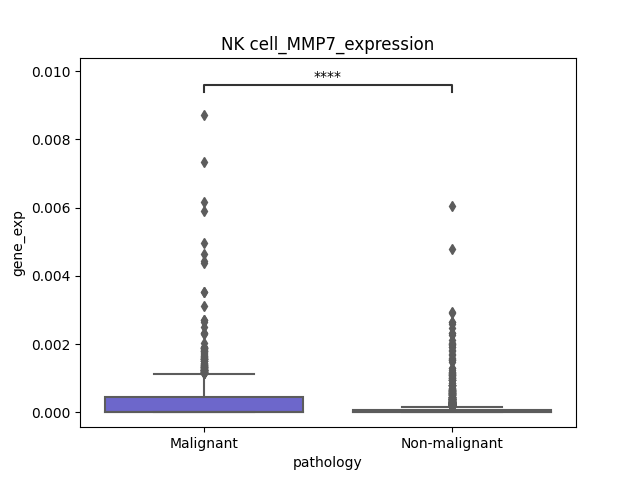 NK cell_MMP7_expression
****
0.010
0.008
0.006
0.004
0.002
0.000
gene_exp
Malignant
Non-malignant
pathology